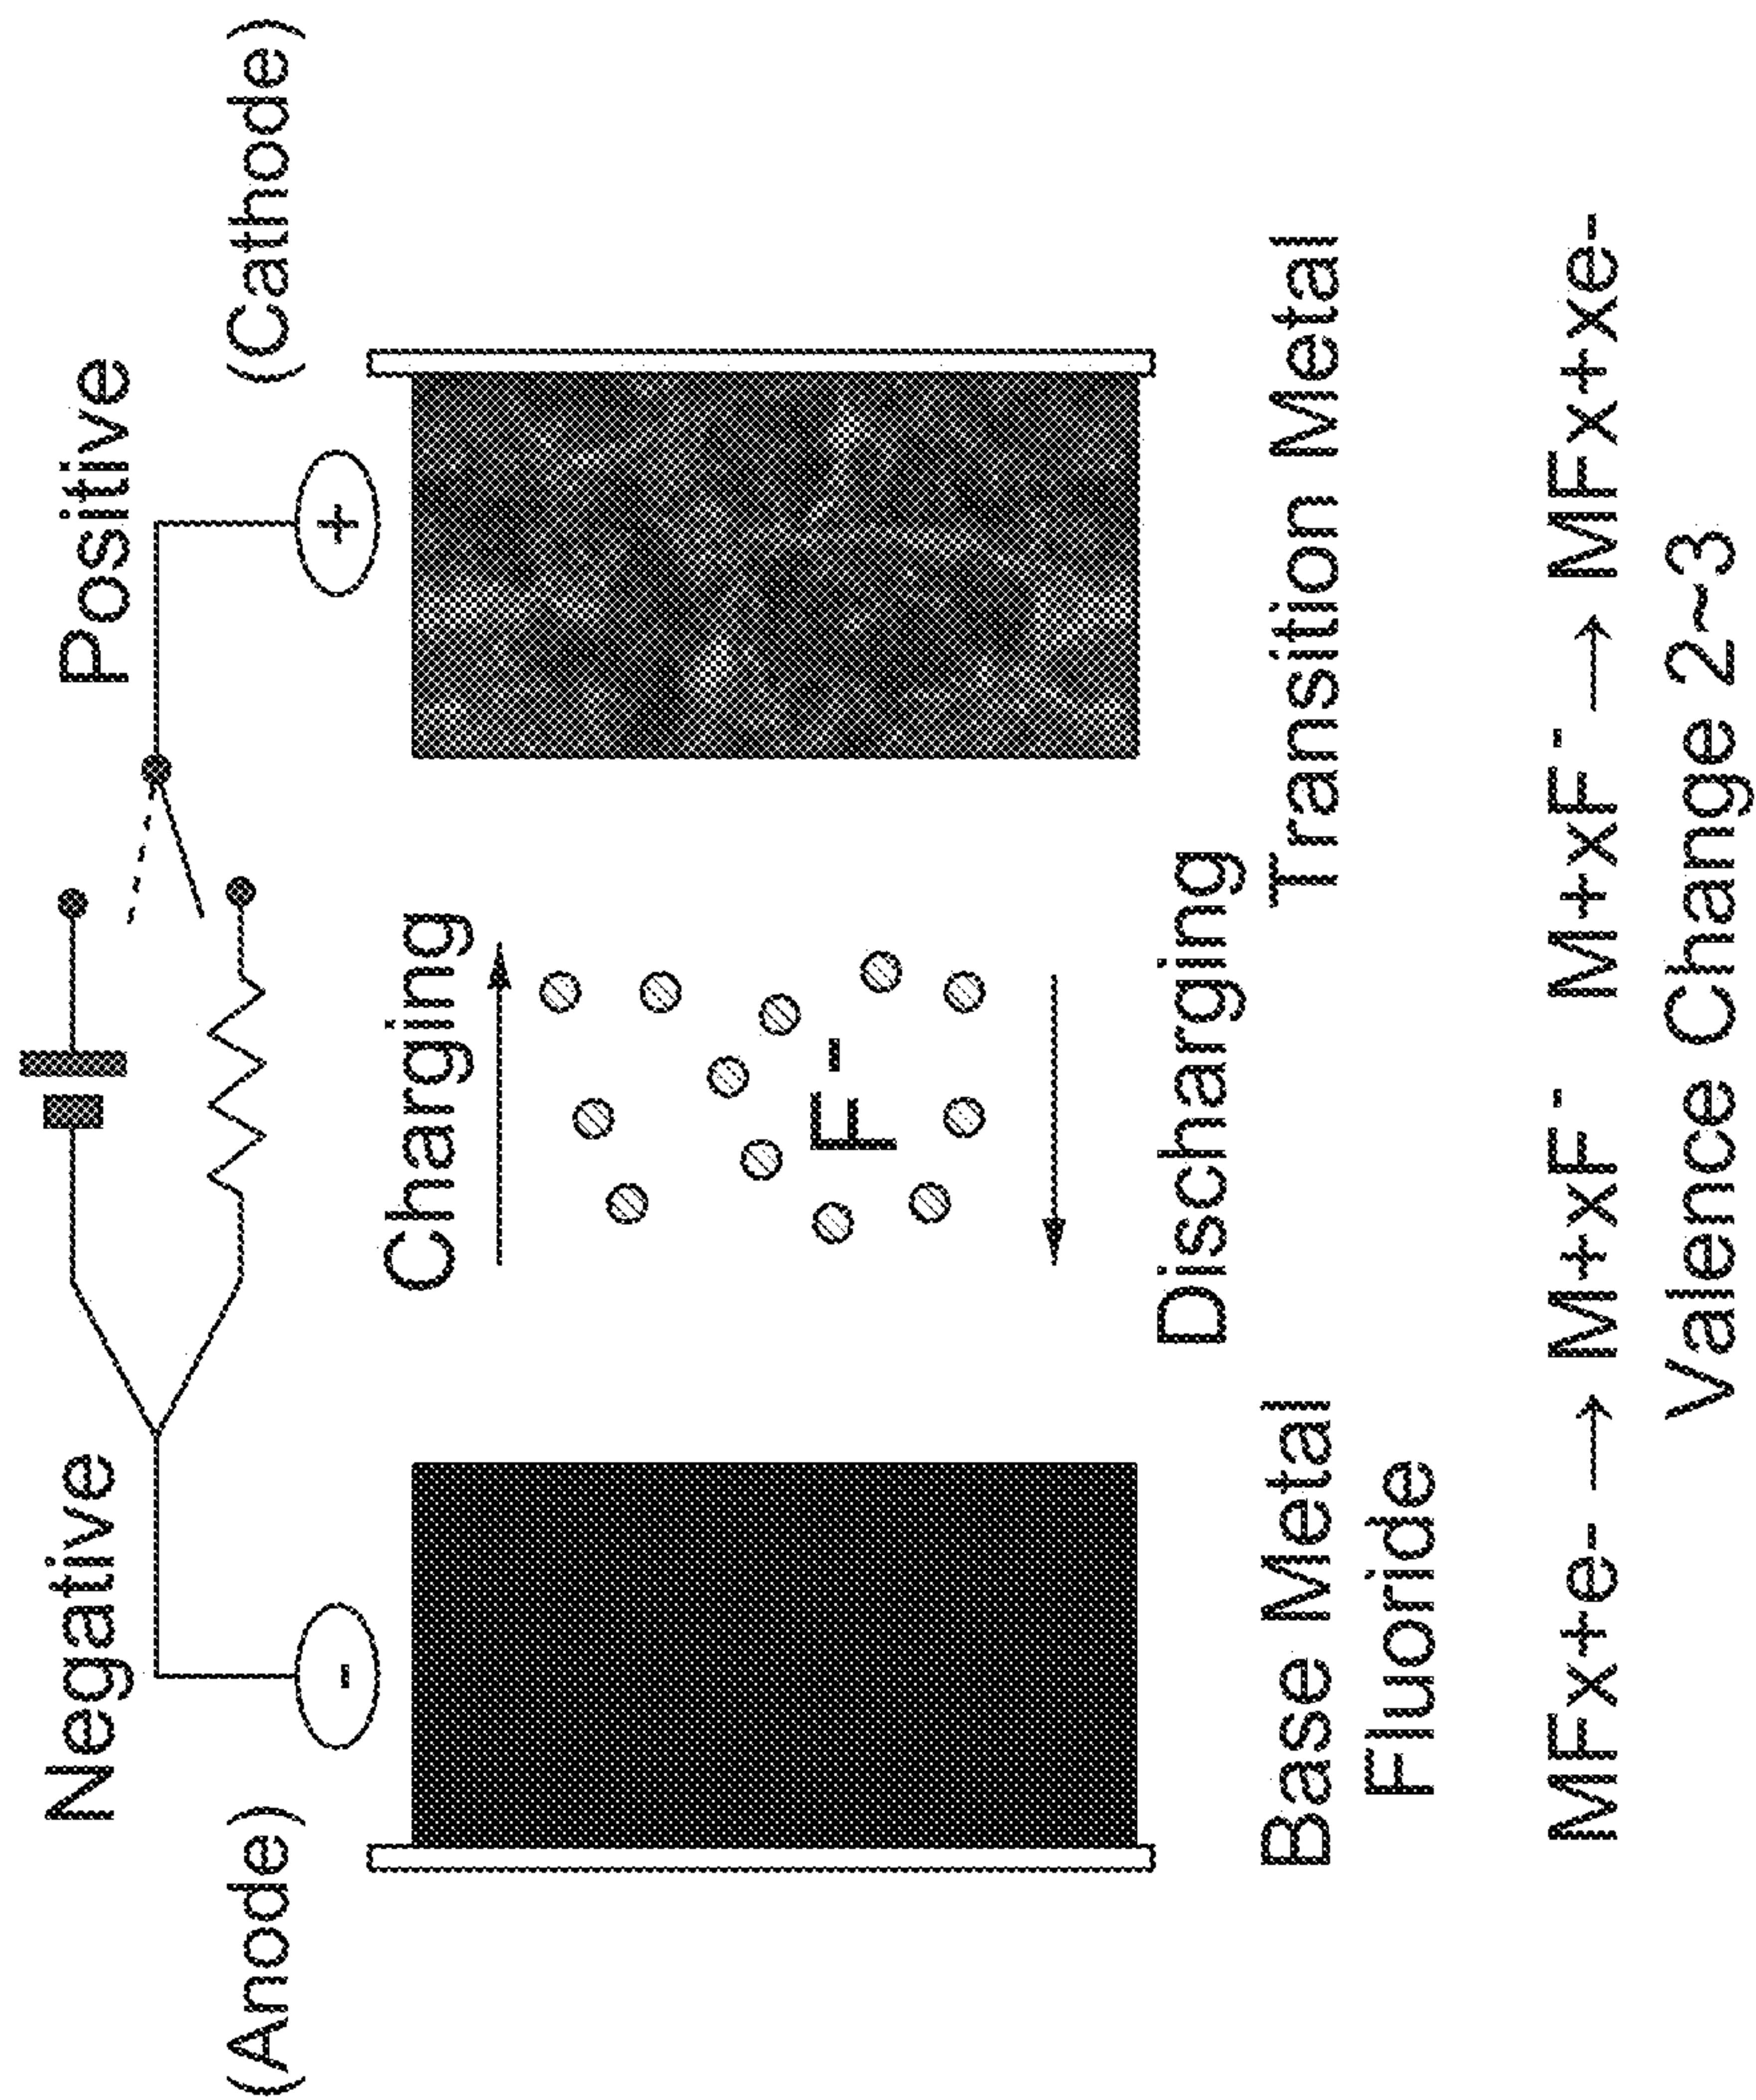 Negative
Positive
(Anode)
(Cathode)
-
+
Charging
F-
Discharging
Base Metal
Fluoride
Transition Metal
MFx+e- → M+xF-
M+xF- → MFx+xe-
Valence Change 2~3